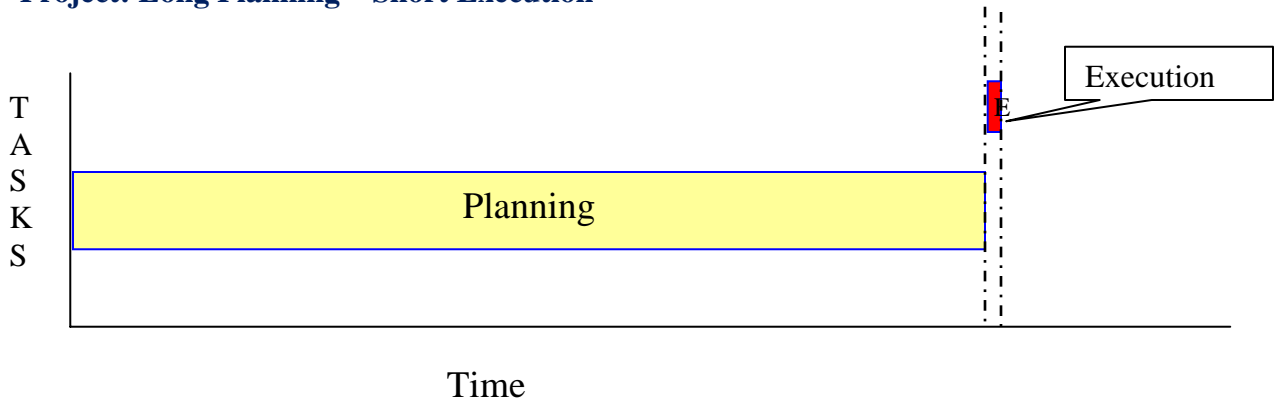 Project: Long Planning – Short Execution
Execution
E
T
A
S
K
S
Planning
Time